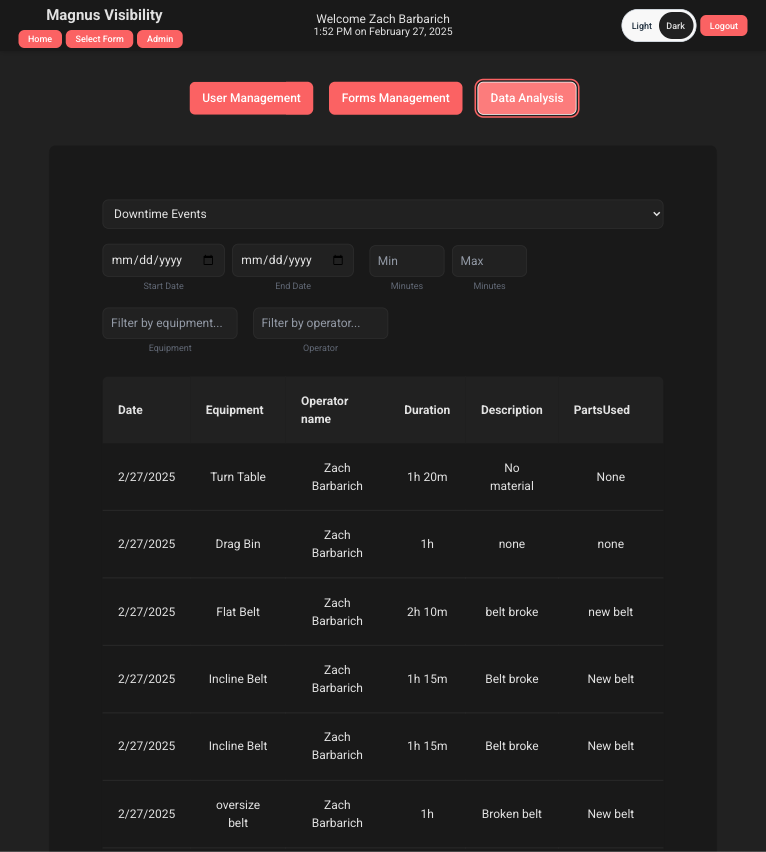 Magnus Visibility
Home Select Form Admin
Welcome Zach Barbarich
1:52 PM on February 27, 2025
Light Dark Logout
User Management Forms Management Data Analysis
Downtime Events
mm/dd/yyyy mm/dd/yyyy Min Max
Start Date End Date Minutes Minutes
Filter by equipment... Filter by operator...
Equipment Operator
Date Equipment Operator name Duration Description PartsUsed
2/27/2025 Turn Table Zach Barbarich 1h 20m No material None
2/27/2025 Drag Bin Zach Barbarich 1h none none
2/27/2025 Flat Belt Zach Barbarich 2h 10m belt broke new belt
2/27/2025 Incline Belt Zach Barbarich 1h 15m Belt broke New belt
2/27/2025 Incline Belt Zach Barbarich 1h 15m Belt broke New belt
2/27/2025 oversize belt Zach Barbarich 1h Broken belt New belt